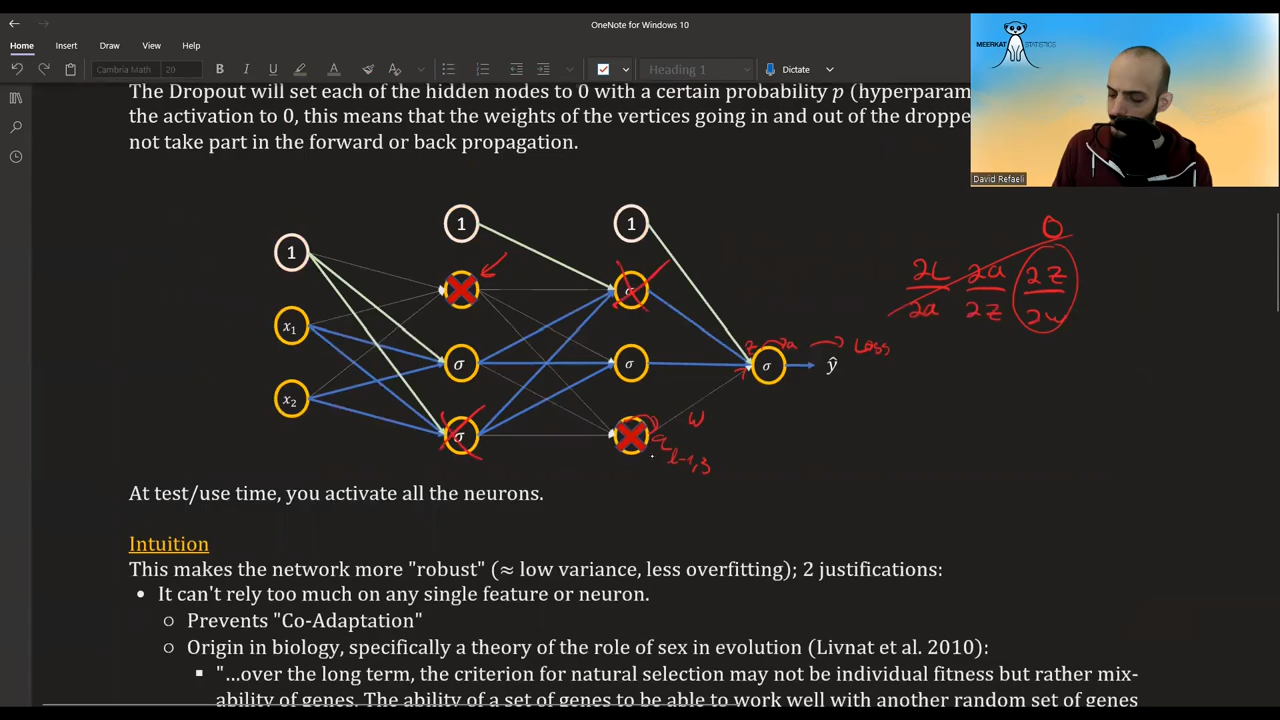 OneNote for Windows 10
Home Insert Draw View Help
Cambria Math 20 B I U A Heading 1 Dictate
MEERKAT STATISTICS
David Refaeli
The Dropout will set each of the hidden nodes to 0 with a certain probability p (hyperparam
the activation to 0, this means that the weights of the vertices going in and out of the droppe
not take part in the forward or back propagation.
1 1 1
σ
x₁ σ σ σ ŷ
x₂ σ
z a Loss
w
a l-1,3
0
∂L ∂a ∂z
∂a ∂z ∂w
At test/use time, you activate all the neurons.
Intuition
This makes the network more "robust" (≈ low variance, less overfitting); 2 justifications:
• It can't rely too much on any single feature or neuron.
○ Prevents "Co-Adaptation"
○ Origin in biology, specifically a theory of the role of sex in evolution (Livnat et al. 2010):
▪ "...over the long term, the criterion for natural selection may not be individual fitness but rather mix-
ability of genes. The ability of a set of genes to be able to work well with another random set of genes